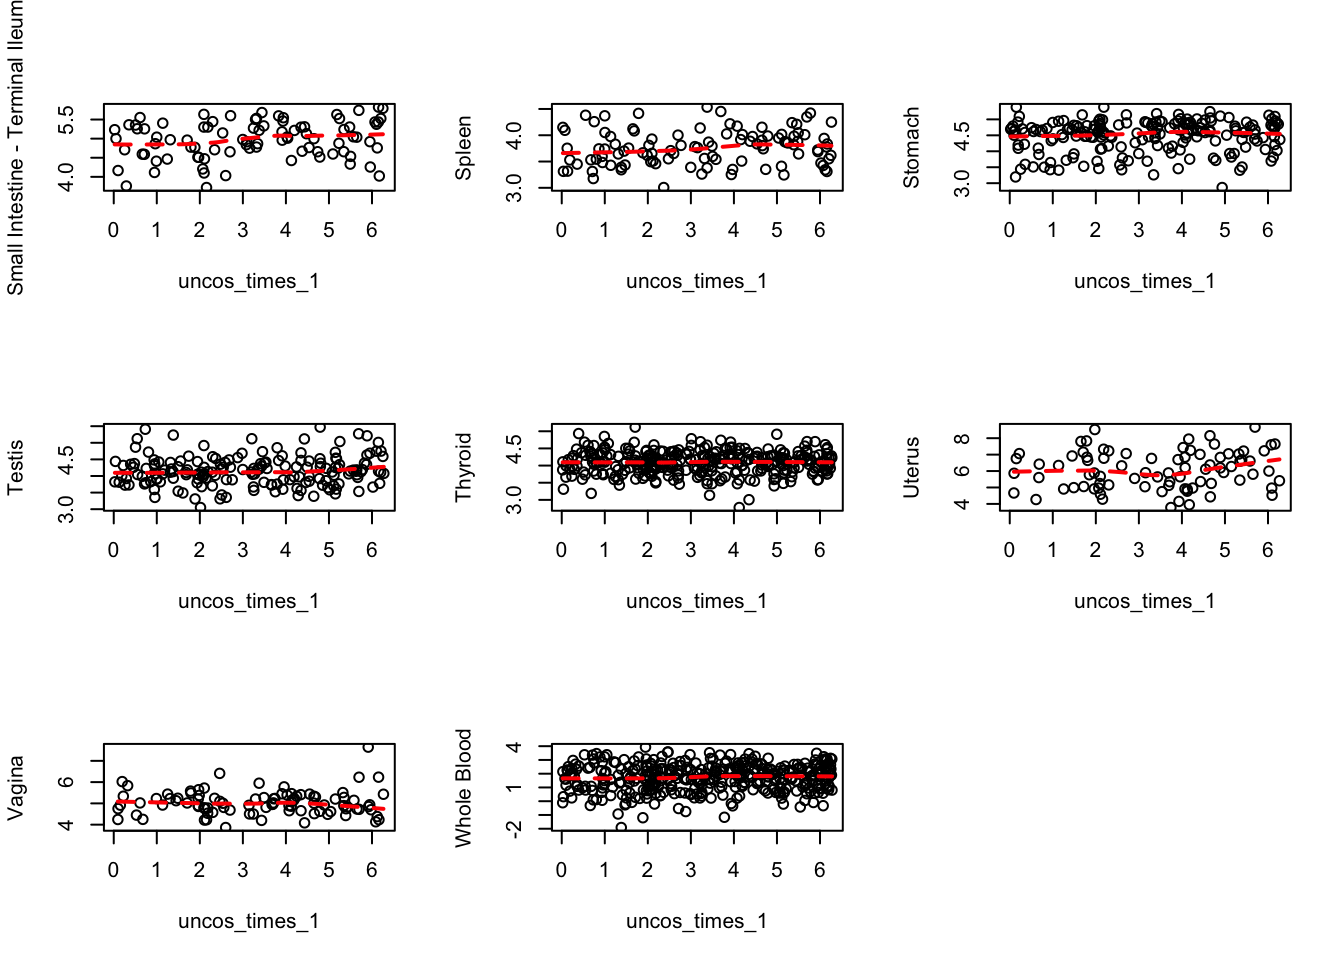 Small Intestine - Terminal Ileum
4.0 5.5
0 1 2 3 4 5 6
uncos_times_1
Spleen
3.0 4.0
0 1 2 3 4 5 6
uncos_times_1
Stomach
3.0 4.5
0 1 2 3 4 5 6
uncos_times_1
Testis
3.0 4.5
0 1 2 3 4 5 6
uncos_times_1
Thyroid
3.0 4.5
0 1 2 3 4 5 6
uncos_times_1
Uterus
4 6 8
0 1 2 3 4 5 6
uncos_times_1
Vagina
4 6
0 1 2 3 4 5 6
uncos_times_1
Whole Blood
-2 1 4
0 1 2 3 4 5 6
uncos_times_1